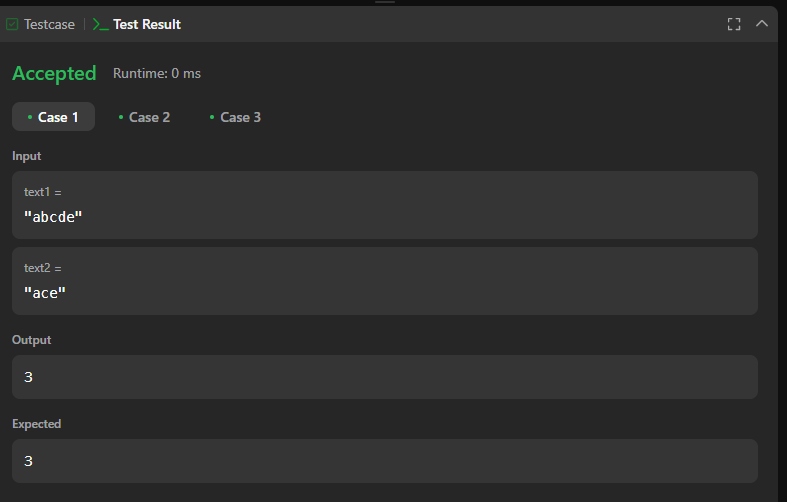 Testcase | >_ Test Result
Accepted Runtime: 0 ms
• Case 1 • Case 2 • Case 3
Input
text1 =
"abcde"
text2 =
"ace"
Output
3
Expected
3